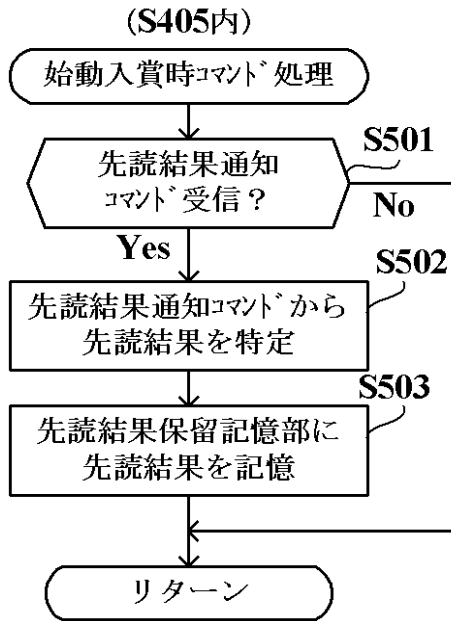 (S405内)
始動入賞時ｺﾏﾝﾄﾞ処理
先読結果通知
ｺﾏﾝﾄﾞ受信？
S501
No
Yes
S502
先読結果通知ｺﾏﾝﾄﾞから
先読結果を特定
S503
先読結果保留記憶部に
先読結果を記憶
リターン